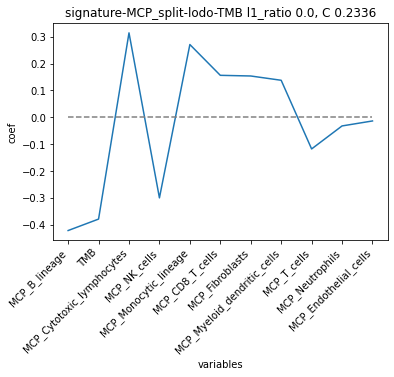 signature-MCP_split-lodo-TMB l1_ratio 0.0, C 0.2336
coef
0.3
0.2
0.1
0.0
−0.1
−0.2
−0.3
−0.4
MCP_B_lineage
TMB
MCP_Cytotoxic_lymphocytes
MCP_NK_cells
MCP_Monocytic_lineage
MCP_CD8_T_cells
MCP_Fibroblasts
MCP_Myeloid_dendritic_cells
MCP_T_cells
MCP_Neutrophils
MCP_Endothelial_cells
variables